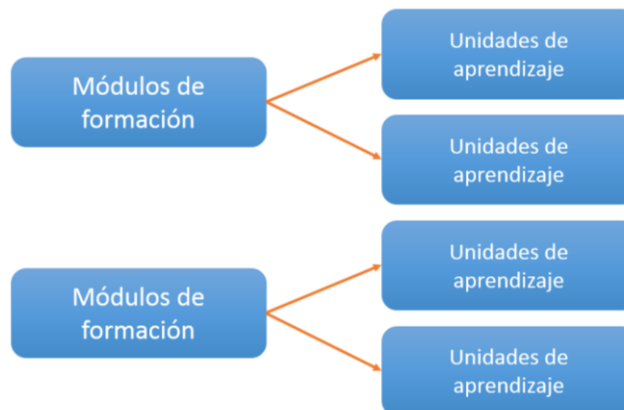 Módulos de
formación
Unidades de
aprendizaje
Unidades de
aprendizaje
Módulos de
formación
Unidades de
aprendizaje
Unidades de
aprendizaje